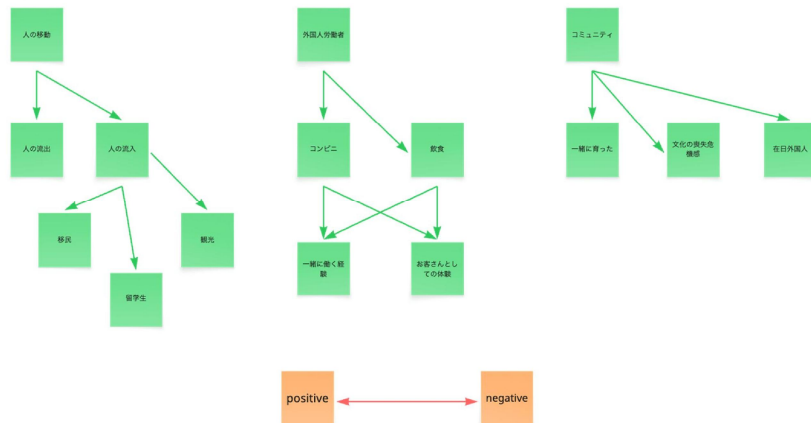 人の移動
外国人労働者
コミュニティ
人の流出
人の流入
コンビニ
飲食
一緒に育った
文化の喪失危
機感
在日外国人
移民
観光
留学生
一緒に働く経
験
お客さんとし
ての体験
positive
negative